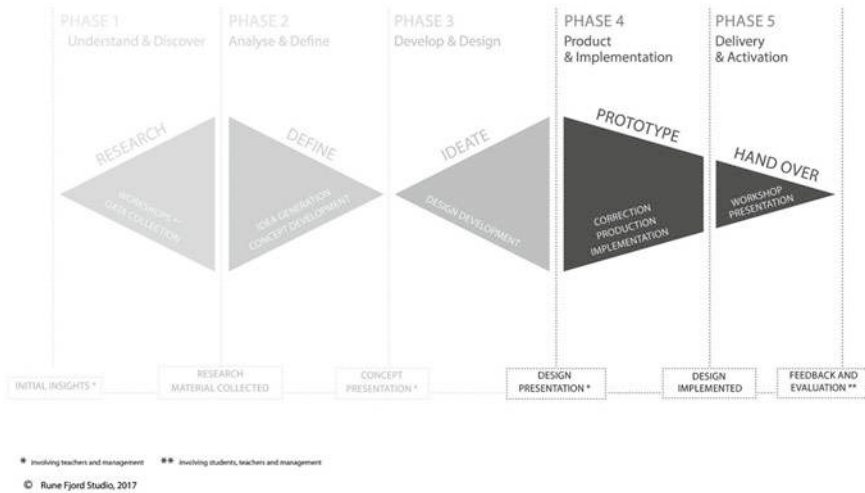 PHASE 1
Understand & Discover
PHASE 2
Analyse & Define
PHASE 3
Develop & Design
PHASE 4
Product
& Implementation
PHASE 5
Delivery
& Activation
RESEARCH
WORKSHOPS **
DATA COLLECTION
DEFINE
IDEA GENERATION
CONCEPT DEVELOPMENT
IDEATE
DESIGN DEVELOPMENT
PROTOTYPE
CORRECTION
PRODUCTION
IMPLEMENTATION
HAND OVER
WORKSHOP
PRESENTATION
INITIAL INSIGHTS *
RESEARCH
MATERIAL COLLECTED
CONCEPT
PRESENTATION *
DESIGN
PRESENTATION *
DESIGN
IMPLEMENTED
FEEDBACK AND
EVALUATION **
* involving teachers and management
** involving students, teachers and management
© Rune Fjord Studio, 2017